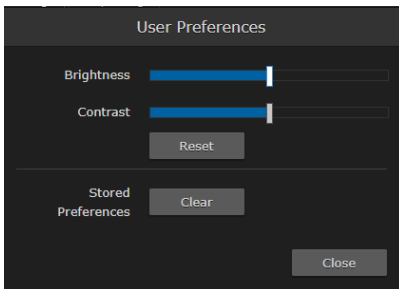 User Preferences
Brightness
Contrast
Reset
Stored
Preferences
Clear
Close